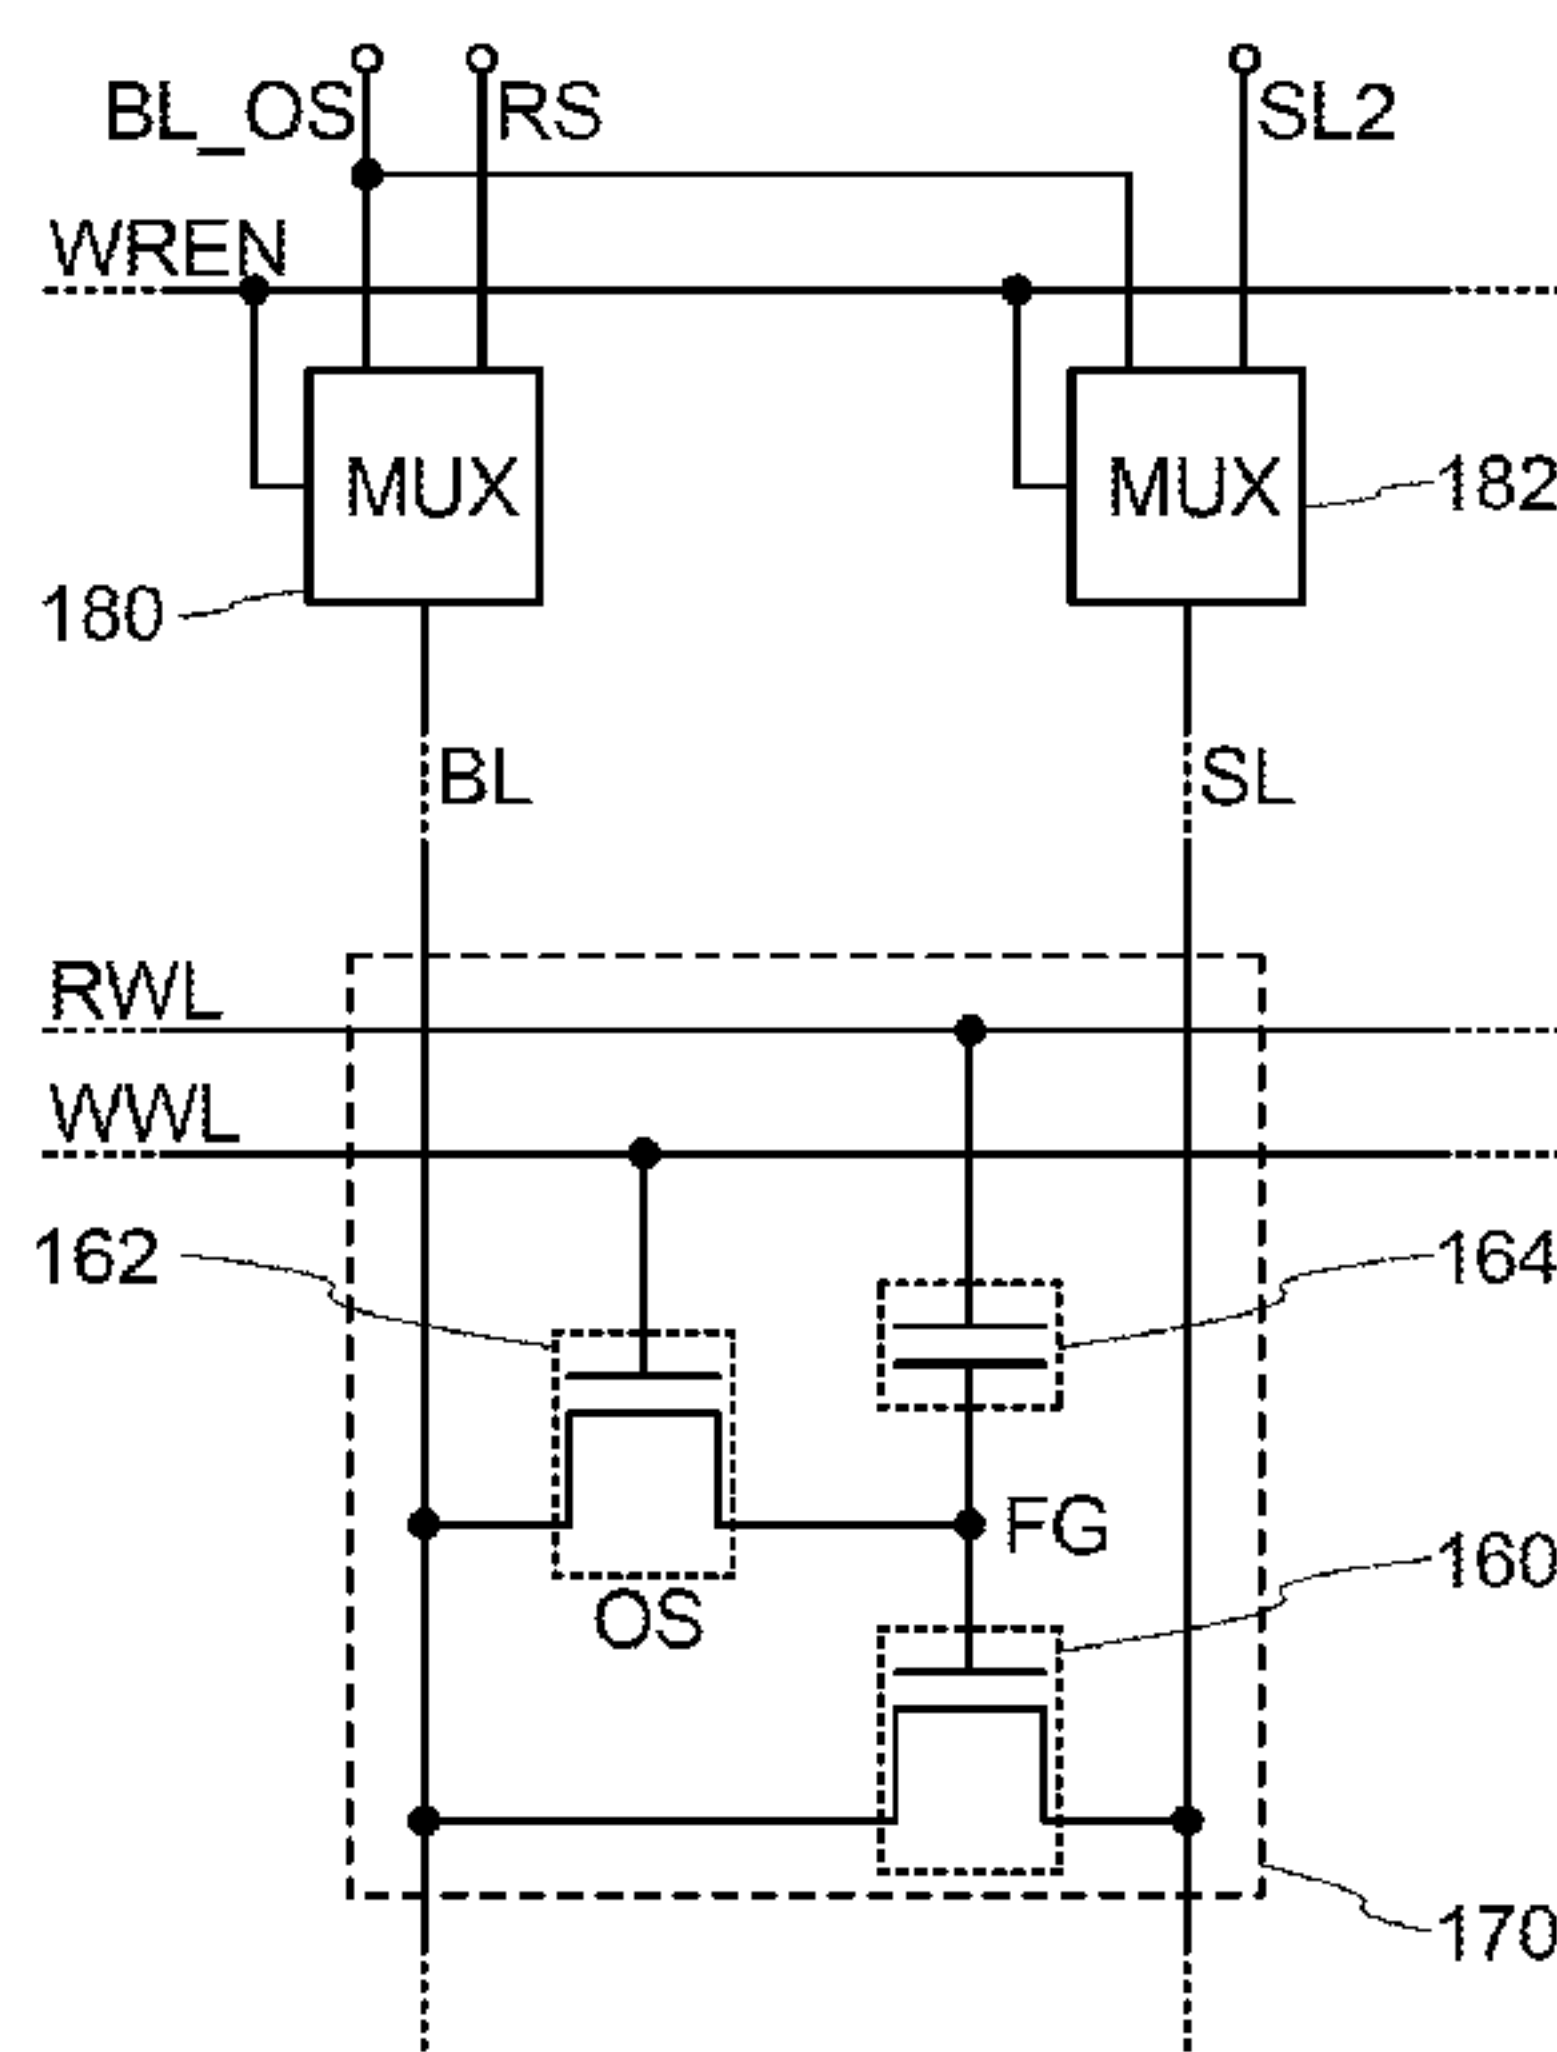 BL_OS RS SL2
WREN
MUX MUX 182
180
BL SL
RWL
WWL
162 164
FG
160
OS
170